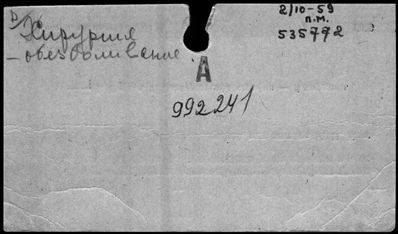 В
Хирургия
– обезболивание
2/10-59
п.м.
535772
А
992241